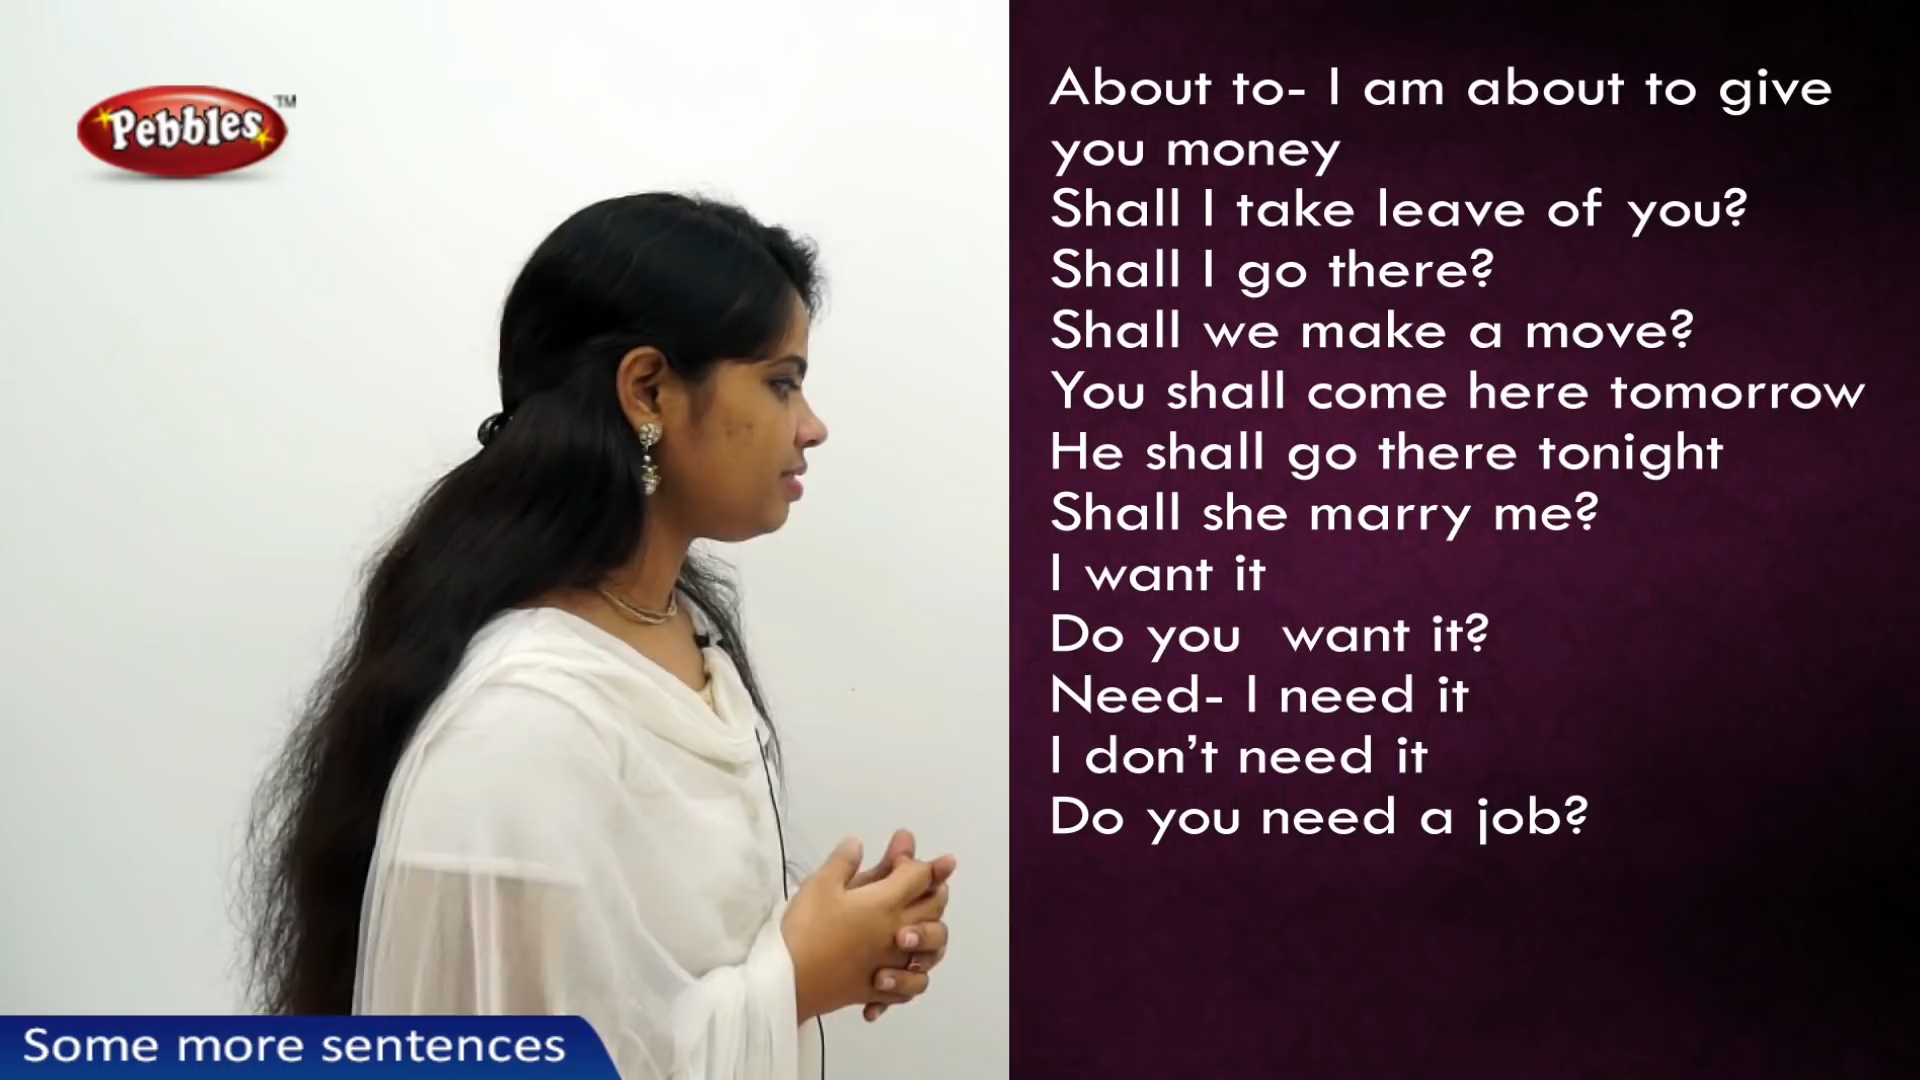 Pebbles TM
About to- I am about to give
you money
Shall I take leave of you?
Shall I go there?
Shall we make a move?
You shall come here tomorrow
He shall go there tonight
Shall she marry me?
I want it
Do you  want it?
Need- I need it
I don’t need it
Do you need a job?
Some more sentences